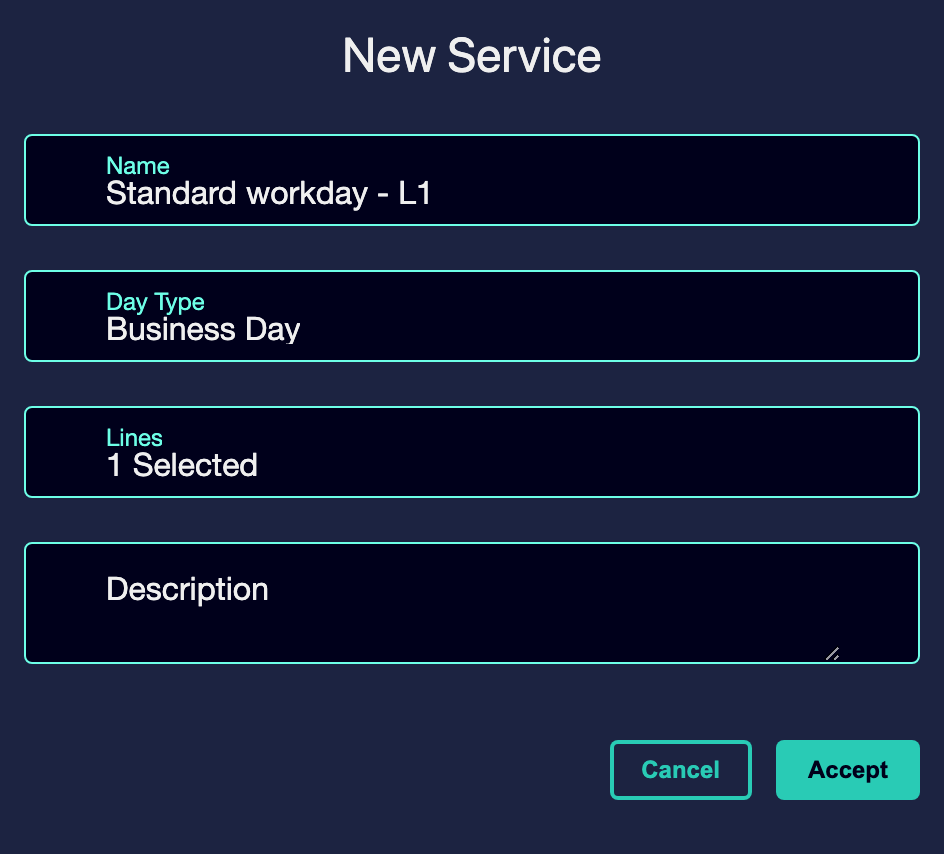 New Service
Name
Standard workday - L1
Day Type
Business Day
Lines
1 Selected
Description
Cancel
Accept